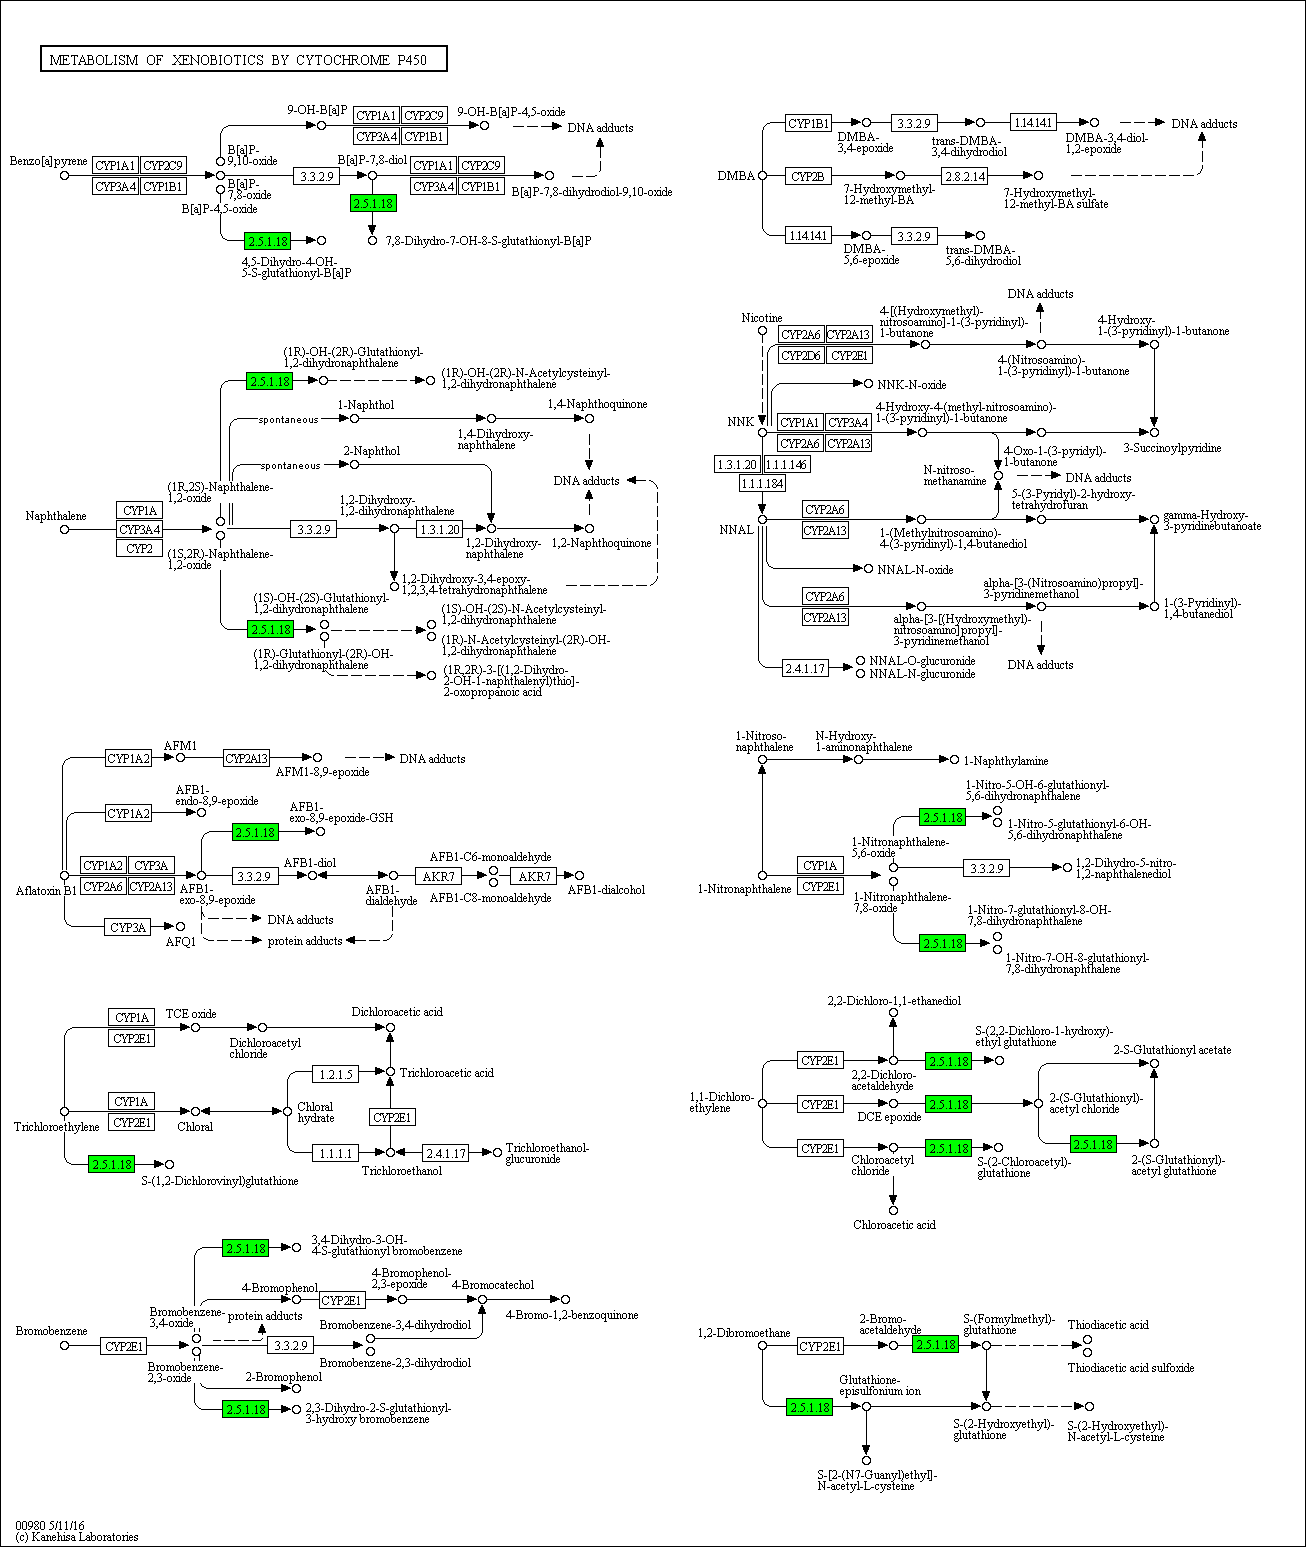 METABOLISM OF XENOBIOTICS BY CYTOCHROME P450
9-OH-B[a]P
CYP1A1
CYP2C9
CYP3A4
CYP1B1
9-OH-B[a]P-4,5-oxide
DNA adducts
Benzo[a]pyrene
CYP1A1
CYP2C9
CYP3A4
CYP1B1
B[a]P-
9,10-oxide
B[a]P-
7,8-oxide
B[a]P-4,5-oxide
3.3.2.9
B[a]P-7,8-diol
CYP1A1
CYP2C9
CYP3A4
CYP1B1
B[a]P-7,8-dihydrodiol-9,10-oxide
2.5.1.18
7,8-Dihydro-7-OH-8-S-glutathionyl-B[a]P
2.5.1.18
4,5-Dihydro-4-OH-
5-S-glutathionyl-B[a]P
DMBA
CYP1B1
DMBA-
3,4-epoxide
3.3.2.9
trans-DMBA-
3,4-dihydrodiol
1.14.14.1
DMBA-3,4-diol-
1,2-epoxide
DNA adducts
CYP2B
7-Hydroxymethyl-
12-methyl-BA
2.8.2.14
7-Hydroxymethyl-
12-methyl-BA sulfate
1.14.14.1
DMBA-
5,6-epoxide
3.3.2.9
trans-DMBA-
5,6-dihydrodiol
(1R)-OH-(2R)-Glutathionyl-
1,2-dihydronaphthalene
2.5.1.18
(1R)-OH-(2R)-N-Acetylcysteinyl-
1,2-dihydronaphthalene
spontaneous
1-Naphthol
1,4-Dihydroxy-
naphthalene
1,4-Naphthoquinone
spontaneous
2-Naphthol
DNA adducts
(1R,2S)-Naphthalene-
1,2-oxide
Naphthalene
CYP1A
CYP3A4
CYP2
(1S,2R)-Naphthalene-
1,2-oxide
3.3.2.9
1,2-Dihydroxy-
1,2-dihydronaphthalene
1.3.1.20
1,2-Dihydroxy-
naphthalene
1,2-Naphthoquinone
1,2-Dihydroxy-3,4-epoxy-
1,2,3,4-tetrahydronaphthalene
(1S)-OH-(2S)-Glutathionyl-
1,2-dihydronaphthalene
2.5.1.18
(1R)-Glutathionyl-(2R)-OH-
1,2-dihydronaphthalene
(1S)-OH-(2S)-N-Acetylcysteinyl-
1,2-dihydronaphthalene
(1R)-N-Acetylcysteinyl-(2R)-OH-
1,2-dihydronaphthalene
(1R,2R)-3-[(1,2-Dihydro-
2-OH-1-naphthalenyl)thio]-
2-oxopropanoic acid
Nicotine
CYP2A6
CYP2A13
CYP2D6
CYP2E1
4-[(Hydroxymethyl)-
nitrosoamino]-1-(3-pyridinyl)-
1-butanone
DNA adducts
4-(Nitrosoamino)-
1-(3-pyridinyl)-1-butanone
4-Hydroxy-
1-(3-pyridinyl)-1-butanone
NNK-N-oxide
NNK
CYP1A1
CYP3A4
CYP2A6
CYP2A13
4-Hydroxy-4-(methyl-nitrosoamino)-
1-(3-pyridinyl)-1-butanone
4-Oxo-1-(3-pyridyl)-
1-butanone
3-Succinoylpyridine
1.3.1.20
1.1.1.146
1.1.1.184
N-nitroso-
methanamine
DNA adducts
NNAL
CYP2A6
CYP2A13
1-(Methylnitrosoamino)-
4-(3-pyridinyl)-1,4-butanediol
5-(3-Pyridyl)-2-hydroxy-
tetrahydrofuran
gamma-Hydroxy-
3-pyridinebutanoate
NNAL-N-oxide
CYP2A6
CYP2A13
alpha-[3-[(Hydroxymethyl)-
nitrosoamino]propyl]-
3-pyridinemethanol
alpha-[3-(Nitrosoamino)propyl]-
3-pyridinemethanol
1-(3-Pyridinyl)-
1,4-butanediol
DNA adducts
2.4.1.17
NNAL-O-glucuronide
NNAL-N-glucuronide
CYP1A2
AFM1
CYP2A13
AFM1-8,9-epoxide
DNA adducts
CYP1A2
AFB1-
endo-8,9-epoxide
2.5.1.18
AFB1-
exo-8,9-epoxide-GSH
Aflatoxin B1
CYP1A2
CYP3A
CYP2A6
CYP2A13
AFB1-
exo-8,9-epoxide
3.3.2.9
AFB1-diol
AFB1-
dialdehyde
AKR7
AFB1-C6-monoaldehyde
AFB1-C8-monoaldehyde
AKR7
AFB1-dialcohol
DNA adducts
protein adducts
CYP3A
AFQ1
1-Nitroso-
naphthalene
N-Hydroxy-
1-aminonaphthalene
1-Naphthylamine
1-Nitronaphthalene
CYP1A
CYP2E1
1-Nitronaphthalene-
5,6-oxide
2.5.1.18
1-Nitro-5-OH-6-glutathionyl-
5,6-dihydronaphthalene
1-Nitro-5-glutathionyl-6-OH-
5,6-dihydronaphthalene
3.3.2.9
1,2-Dihydro-5-nitro-
1,2-naphthalenediol
1-Nitronaphthalene-
7,8-oxide
2.5.1.18
1-Nitro-7-glutathionyl-8-OH-
7,8-dihydronaphthalene
1-Nitro-7-OH-8-glutathionyl-
7,8-dihydronaphthalene
Trichloroethylene
CYP1A
CYP2E1
TCE oxide
Dichloroacetyl
chloride
Dichloroacetic acid
CYP1A
CYP2E1
Chloral
Chloral
hydrate
1.2.1.5
Trichloroacetic acid
CYP2E1
1.1.1.1
Trichloroethanol
2.4.1.17
Trichloroethanol-
glucuronide
2.5.1.18
S-(1,2-Dichlorovinyl)glutathione
1,1-Dichloro-
ethylene
CYP2E1
2,2-Dichloro-1,1-ethanediol
2,2-Dichloro-
acetaldehyde
2.5.1.18
S-(2,2-Dichloro-1-hydroxy)-
ethyl glutathione
CYP2E1
DCE epoxide
2.5.1.18
2-(S-Glutathionyl)-
acetyl chloride
2-S-Glutathionyl acetate
2.5.1.18
2-(S-Glutathionyl)-
acetyl glutathione
CYP2E1
Chloroacetyl
chloride
2.5.1.18
S-(2-Chloroacetyl)-
glutathione
Chloroacetic acid
2.5.1.18
3,4-Dihydro-3-OH-
4-S-glutathionyl bromobenzene
4-Bromophenol
CYP2E1
4-Bromophenol-
2,3-epoxide
4-Bromocatechol
4-Bromo-1,2-benzoquinone
Bromobenzene
CYP2E1
Bromobenzene-
3,4-oxide
protein adducts
Bromobenzene-
2,3-oxide
3.3.2.9
Bromobenzene-3,4-dihydrodiol
Bromobenzene-2,3-dihydrodiol
2-Bromophenol
2.5.1.18
2,3-Dihydro-2-S-glutathionyl-
3-hydroxy bromobenzene
1,2-Dibromoethane
CYP2E1
2-Bromo-
acetaldehyde
2.5.1.18
S-(Formylmethyl)-
glutathione
Thiodiacetic acid
Thiodiacetic acid sulfoxide
2.5.1.18
Glutathione-
episulfonium ion
S-(2-Hydroxyethyl)-
glutathione
S-(2-Hydroxyethyl)-
N-acetyl-L-cysteine
S-[2-(N7-Guanyl)ethyl]-
N-acetyl-L-cysteine
00980 5/11/16
(c) Kanehisa Laboratories